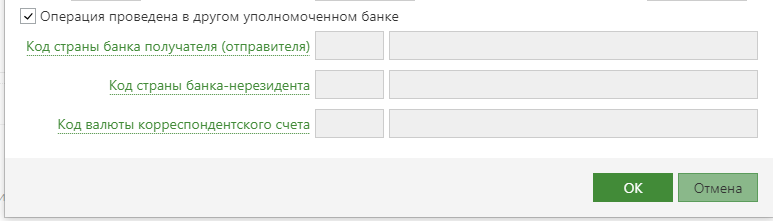 Операция проведена в другом уполномоченном банке
Код страны банка получателя (отправителя)
Код страны банка-нерезидента
Код валюты корреспондентского счета
ОК
Отмена